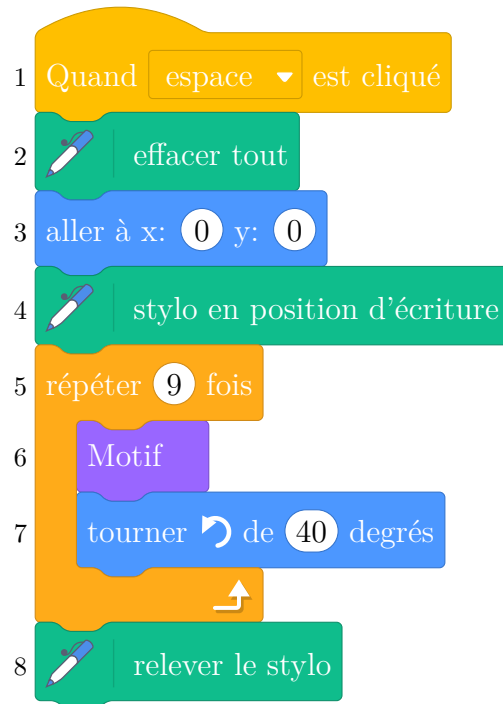 1 Quand espace est cliqué
2 effacer tout
3 aller à x: 0 y: 0
4 stylo en position d'écriture
5 répéter 9 fois
6 Motif
7 tourner de 40 degrés
8 relever le stylo